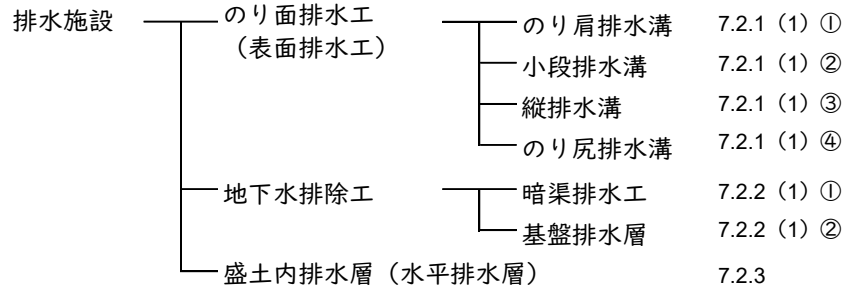 排水施設 のり面排水工 のり肩排水溝 7.2.1（1）①
（表面排水工）
小段排水溝 7.2.1（1）②
縦排水溝 7.2.1（1）③
のり尻排水溝 7.2.1（1）④
地下水排除工 暗渠排水工 7.2.2（1）①
基盤排水層 7.2.2（1）②
盛土内排水層（水平排水層） 7.2.3